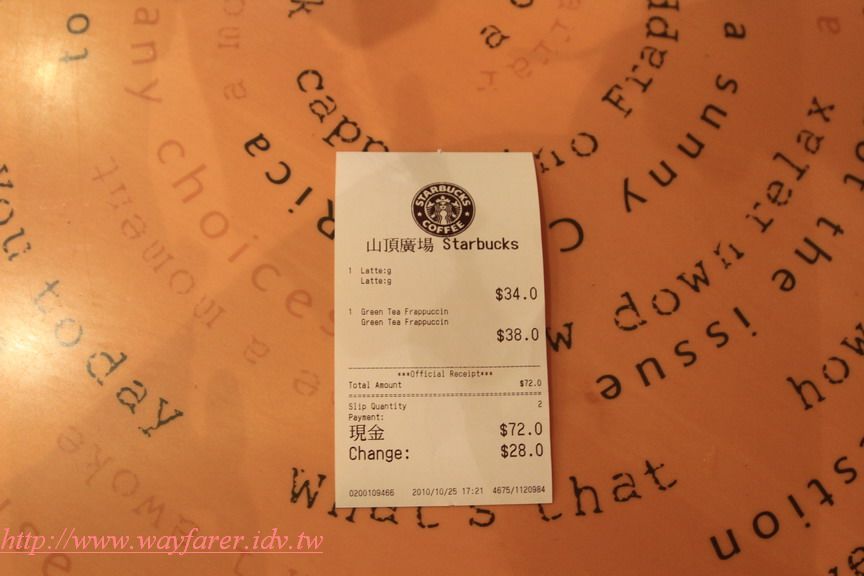 STARBUCKS
COFFEE
山頂廣場 Starbucks
1 Latte:g
Latte:g
$34.0
1 Green Tea Frappuccin
Green Tea Frappuccin
$38.0
***Official Receipt***
Total Amount $72.0
Slip Quantity 2
Payment:
現金 $72.0
Change: $28.0
0200109466 2010/10/25 17:21 4675/1120984
to
any choices
you today
a moment
Rica
a sunny
down relax
the issue
how
What's that
http://www.wayfarer.idv.tw